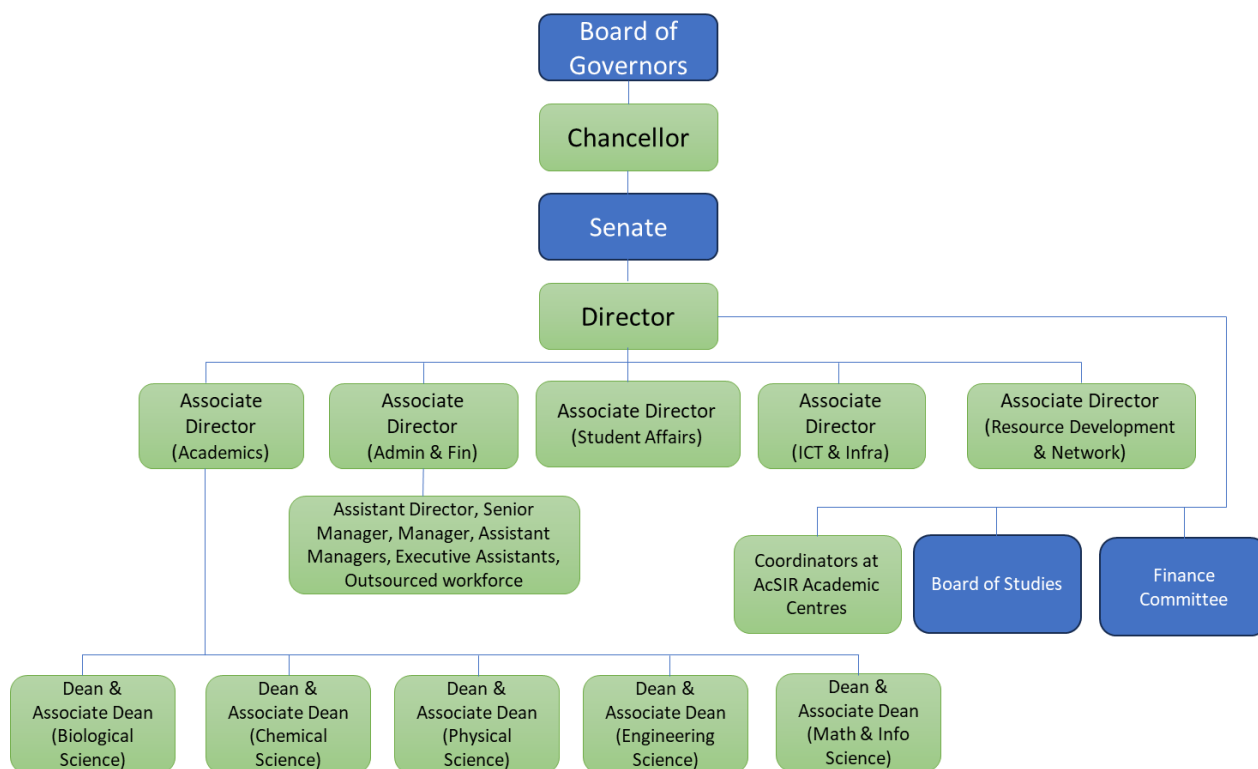 Board of
Governors
Chancellor
Senate
Director
Associate
Director
(Academics)
Associate
Director
(Admin & Fin)
Associate Director
(Student Affairs)
Associate
Director
(ICT & Infra)
Associate Director
(Resource Development
& Network)
Assistant Director, Senior
Manager, Manager, Assistant
Managers, Executive Assistants,
Outsourced workforce
Coordinators at
AcSIR Academic
Centres
Board of Studies
Finance
Committee
Dean &
Associate Dean
(Biological
Science)
Dean &
Associate Dean
(Chemical
Science)
Dean &
Associate Dean
(Physical
Science)
Dean &
Associate Dean
(Engineering
Science)
Dean &
Associate Dean
(Math & Info
Science)